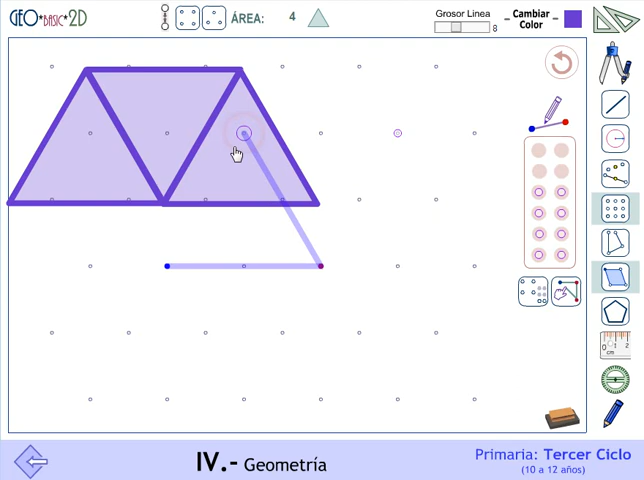 GEO*BASIC*2D
ÁREA: 4
Grosor Linea
8
Cambiar
Color
0 1 2
cm
IV.- Geometría
Primaria: Tercer Ciclo
(10 a 12 años)